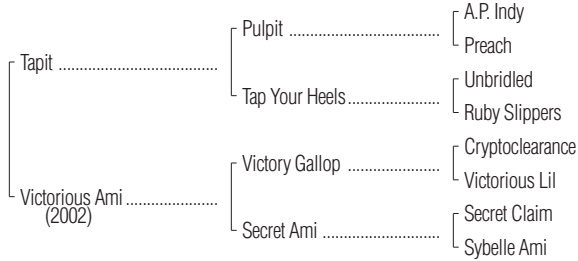 A.P. Indy
Pulpit ................................
Preach
Tapit .......................................
Unbridled
Tap Your Heels......................
Ruby Slippers
Cryptoclearance
Victory Gallop ......................
Victorious Lil
Victorious Ami......................
(2002)
Secret Claim
Secret Ami .............................
Sybelle Ami